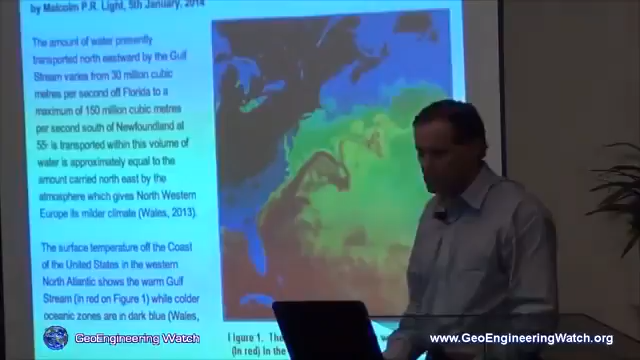 by Malcolm P.R. Light, 5th January, 2014
The amount of water presently
transported north eastward by the Gulf
Stream varies from 30 million cubic
metres per second off Florida to a
maximum of 150 million cubic metres
per second south of Newfoundland at
55
is transported within this volume of
water is approximately equal to the
amount carried north east by the
atmosphere which gives North Western
Europe its milder climate (Wales, 2013).
The surface temperature off the Coast
of the United States in the western
North Atlantic shows the warm Gulf
Stream (in red on Figure 1) while colder
oceanic zones are in dark blue (Wales,
Figure 1. The
(in red) in the
GeoEngineering Watch
www.GeoEngineeringWatch.org